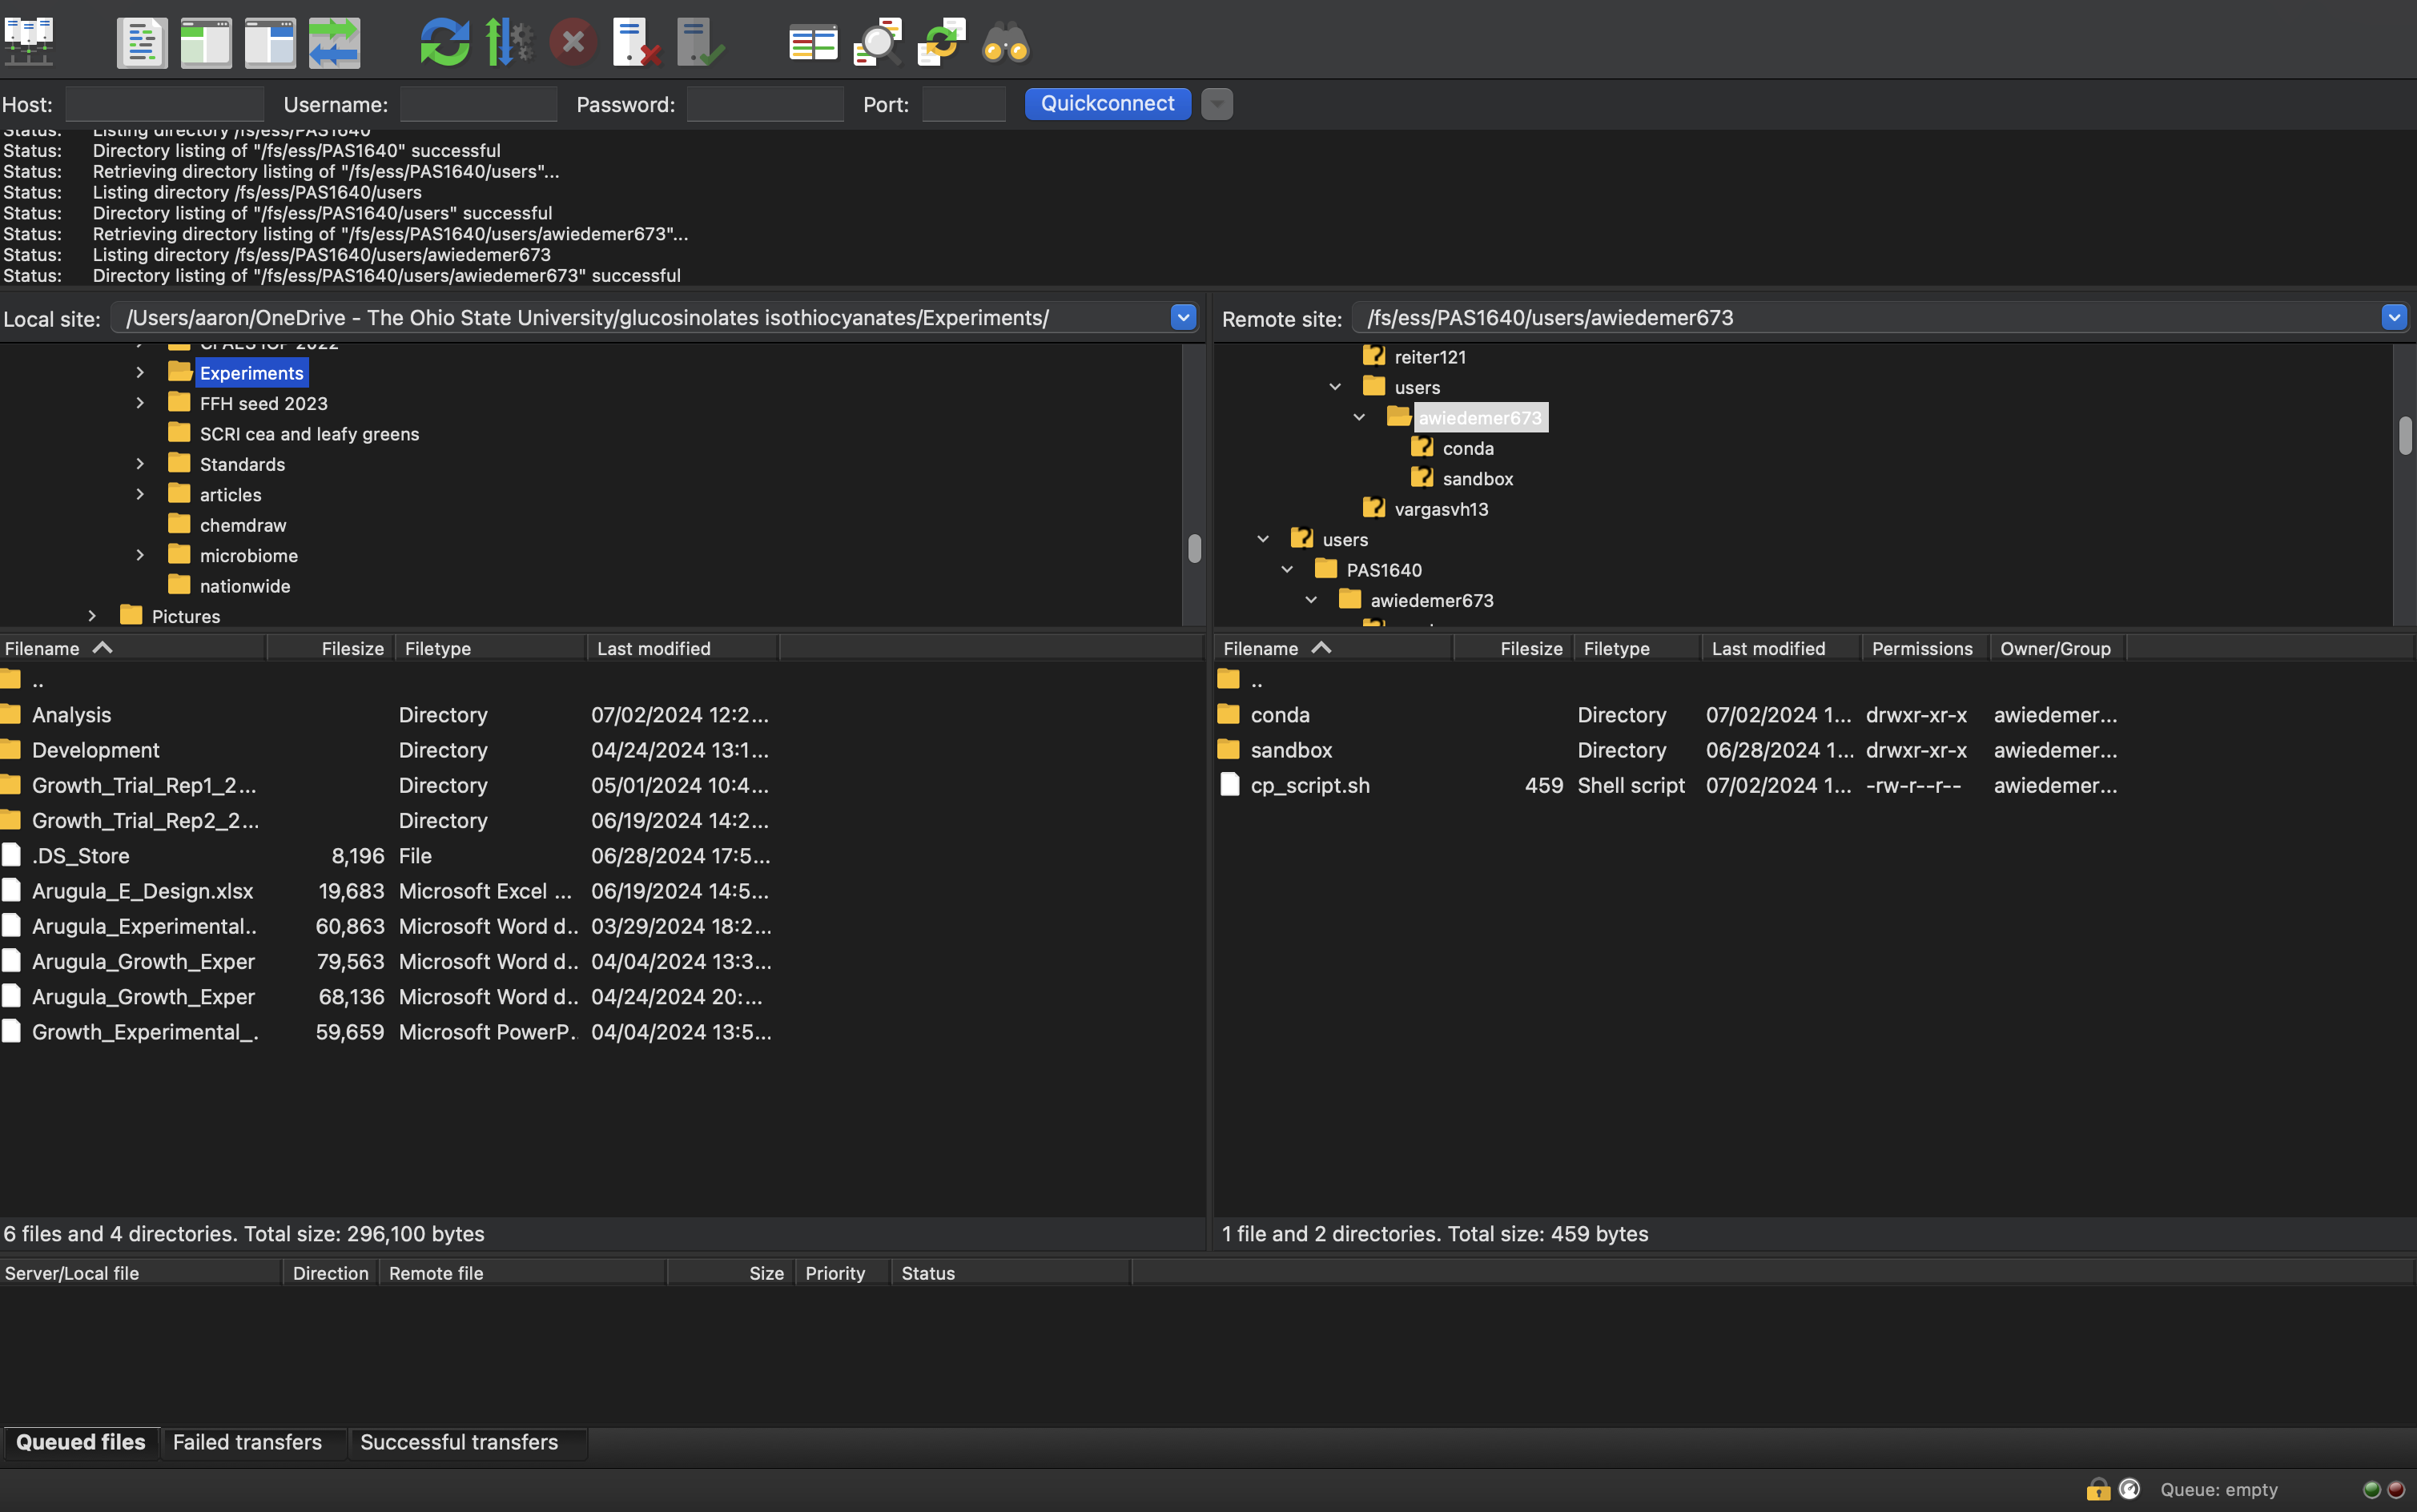 Host: Username: Password: Port: Quickconnect
Status: Listing directory /fs/ess/PAS1640
Status: Directory listing of "/fs/ess/PAS1640" successful
Status: Retrieving directory listing of "/fs/ess/PAS1640/users"...
Status: Listing directory /fs/ess/PAS1640/users
Status: Directory listing of "/fs/ess/PAS1640/users" successful
Status: Retrieving directory listing of "/fs/ess/PAS1640/users/awiedemer673"...
Status: Listing directory /fs/ess/PAS1640/users/awiedemer673
Status: Directory listing of "/fs/ess/PAS1640/users/awiedemer673" successful
Local site: /Users/aaron/OneDrive - The Ohio State University/glucosinolates isothiocyanates/Experiments/
2022
Experiments
FFH seed 2023
SCRI cea and leafy greens
Standards
articles
chemdraw
microbiome
nationwide
Pictures
Filename Filesize Filetype Last modified
..
Analysis Directory 07/02/2024 12:2...
Development Directory 04/24/2024 13:1...
Growth_Trial_Rep1_2... Directory 05/01/2024 10:4...
Growth_Trial_Rep2_2... Directory 06/19/2024 14:2...
.DS_Store 8,196 File 06/28/2024 17:5...
Arugula_E_Design.xlsx 19,683 Microsoft Excel ... 06/19/2024 14:5...
Arugula_Experimental.. 60,863 Microsoft Word d.. 03/29/2024 18:2...
Arugula_Growth_Exper 79,563 Microsoft Word d.. 04/04/2024 13:3...
Arugula_Growth_Exper 68,136 Microsoft Word d.. 04/24/2024 20:...
Growth_Experimental_. 59,659 Microsoft PowerP.. 04/04/2024 13:5...
6 files and 4 directories. Total size: 296,100 bytes
Remote site: /fs/ess/PAS1640/users/awiedemer673
reiter121
users
awiedemer673
conda
sandbox
vargasvh13
users
PAS1640
awiedemer673
Filename Filesize Filetype Last modified Permissions Owner/Group
..
conda Directory 07/02/2024 1... drwxr-xr-x awiedemer...
sandbox Directory 06/28/2024 1... drwxr-xr-x awiedemer...
cp_script.sh 459 Shell script 07/02/2024 1... -rw-r--r-- awiedemer...
1 file and 2 directories. Total size: 459 bytes
Server/Local file Direction Remote file Size Priority Status
Queued files Failed transfers Successful transfers
Queue: empty